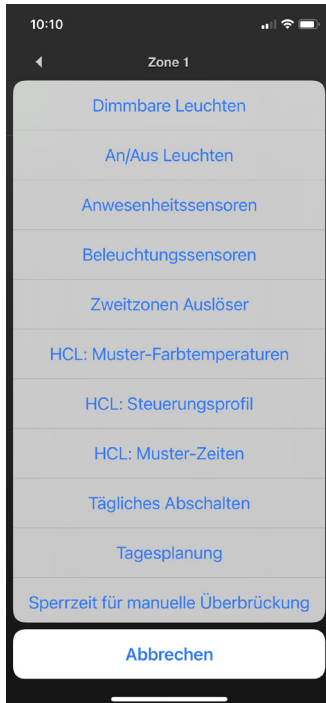 10:10
Zone 1
Dimmbare Leuchten
An/Aus Leuchten
Anwesenheitssensoren
Beleuchtungssensoren
Zweitzonen Auslöser
HCL: Muster-Farbtemperaturen
HCL: Steuerungsprofil
HCL: Muster-Zeiten
Tägliches Abschalten
Tagesplanung
Sperrzeit für manuelle Überbrückung
Abbrechen